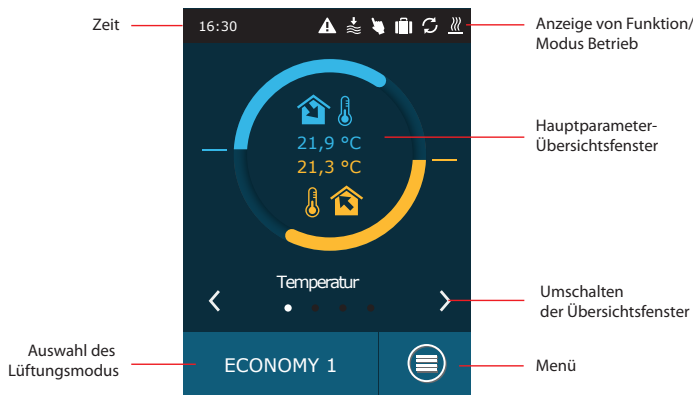 Zeit
16:30
Anzeige von Funktion/
Modus Betrieb
21,9 °C
21,3 °C
Hauptparameter-
Übersichtsfenster
Temperatur
Umschalten
der Übersichtsfenster
Auswahl des
Lüftungsmodus
ECONOMY 1
Menü